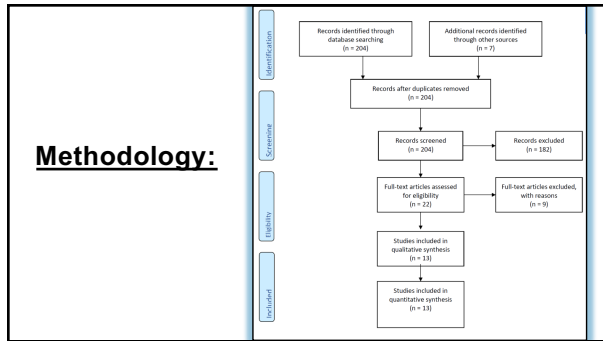 Methodology:
Identification
Records identified through
database searching
(n = 204)
Additional records identified
through other sources
(n = 7)
Records after duplicates removed
(n = 204)
Screening
Records screened
(n = 204)
Records excluded
(n = 182)
Eligibility
Full-text articles assessed
for eligibility
(n = 22)
Full-text articles excluded,
with reasons
(n = 9)
Studies included in
qualitative synthesis
(n = 13)
Included
Studies included in
quantitative synthesis
(n = 13)